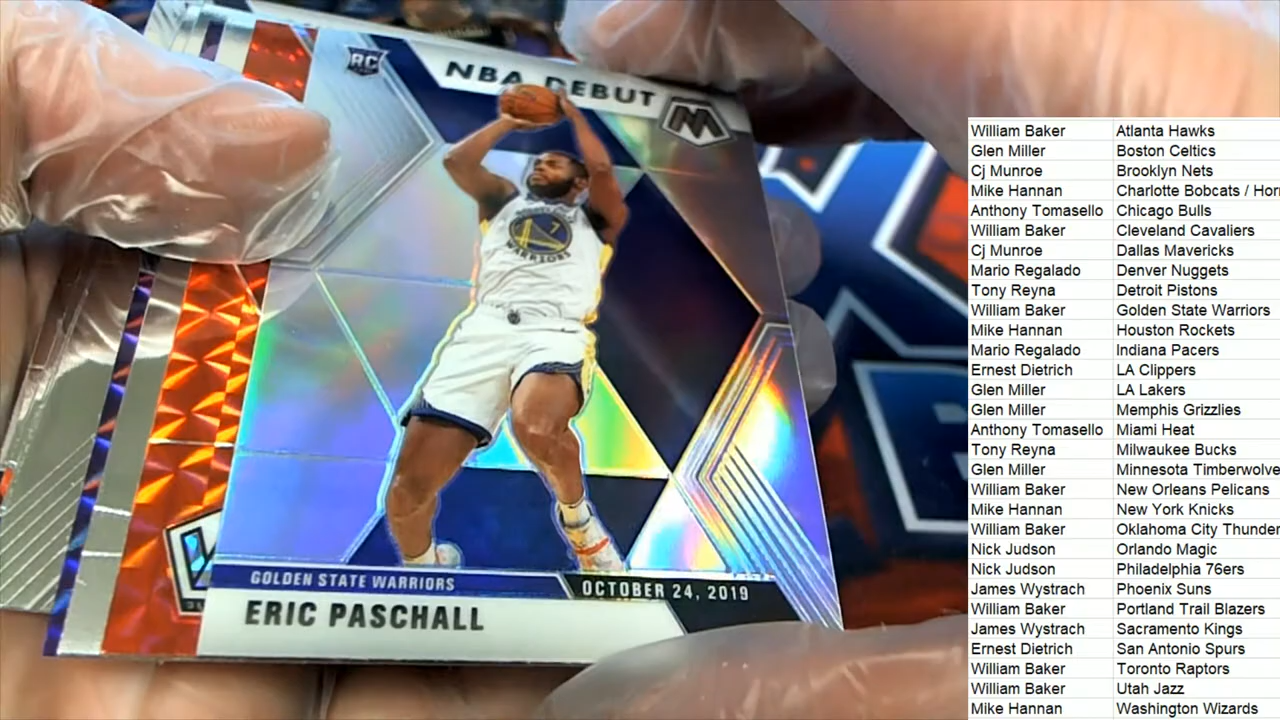 RC
NBA DEBUT
M
7
WARRIORS
GOLDEN STATE WARRIORS
OCTOBER 24, 2019
ERIC PASCHALL
William Baker Atlanta Hawks
Glen Miller Boston Celtics
Cj Munroe Brooklyn Nets
Mike Hannan Charlotte Bobcats / Hor
Anthony Tomasello Chicago Bulls
William Baker Cleveland Cavaliers
Cj Munroe Dallas Mavericks
Mario Regalado Denver Nuggets
Tony Reyna Detroit Pistons
William Baker Golden State Warriors
Mike Hannan Houston Rockets
Mario Regalado Indiana Pacers
Ernest Dietrich LA Clippers
Glen Miller LA Lakers
Glen Miller Memphis Grizzlies
Anthony Tomasello Miami Heat
Tony Reyna Milwaukee Bucks
Glen Miller Minnesota Timberwolve
William Baker New Orleans Pelicans
Mike Hannan New York Knicks
William Baker Oklahoma City Thunder
Nick Judson Orlando Magic
Nick Judson Philadelphia 76ers
James Wystrach Phoenix Suns
William Baker Portland Trail Blazers
James Wystrach Sacramento Kings
Ernest Dietrich San Antonio Spurs
William Baker Toronto Raptors
William Baker Utah Jazz
Mike Hannan Washington Wizards